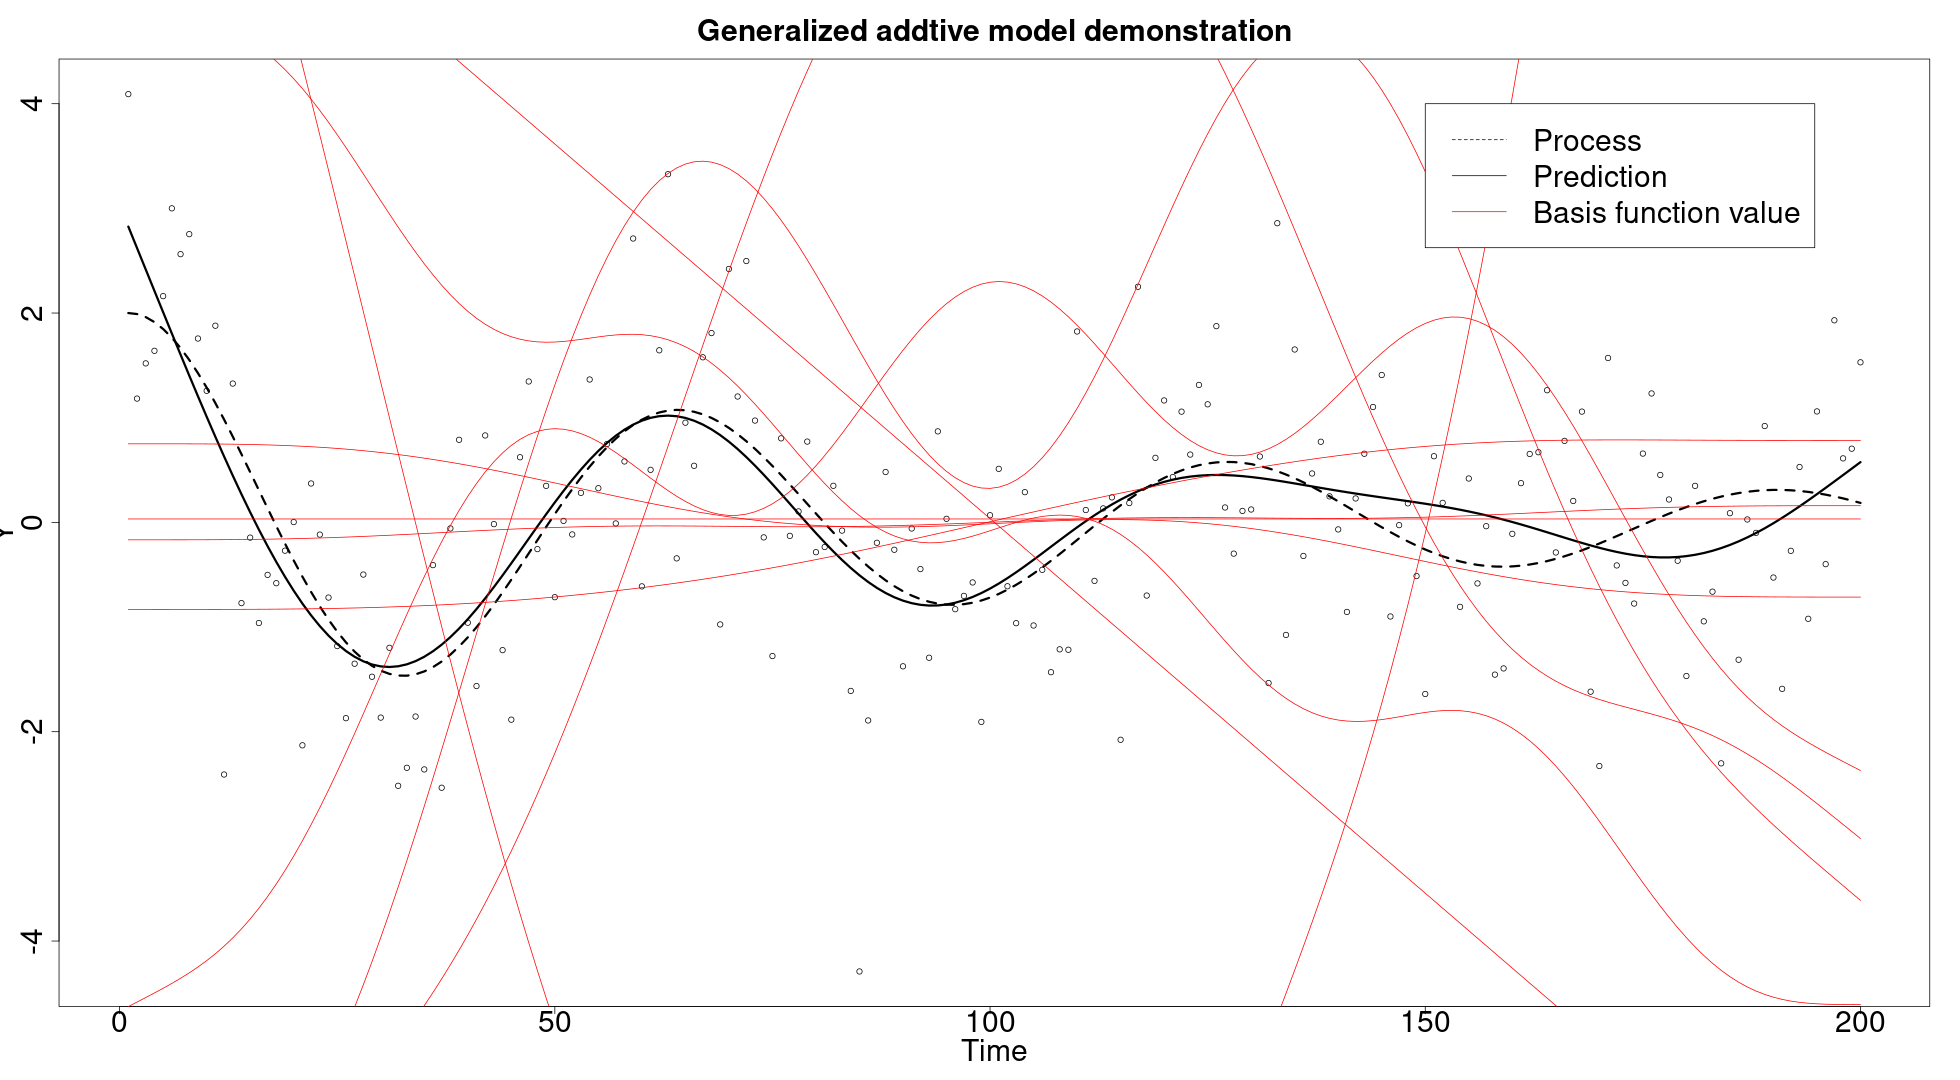 Generalized addtive model demonstration
4
2
0
-2
-4
Y
Process
Prediction
Basis function value
0
50
100
150
200
Time